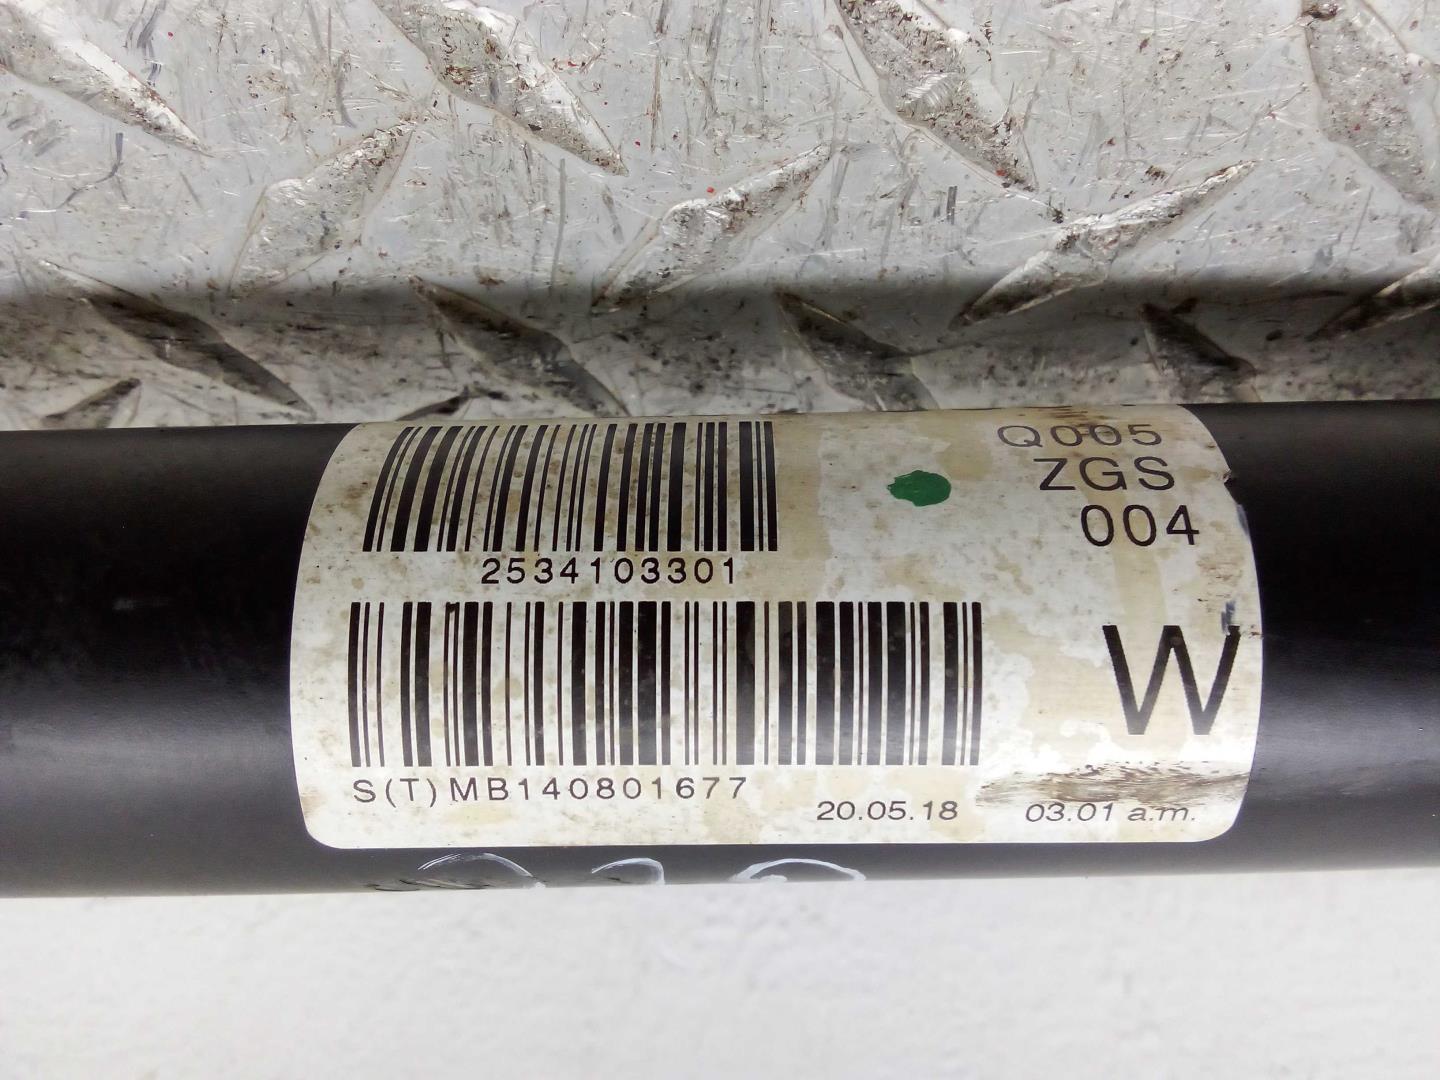 Q005
ZGS
004
2534103301
W
S(T)MB140801677
20.05.18 03.01 a.m.